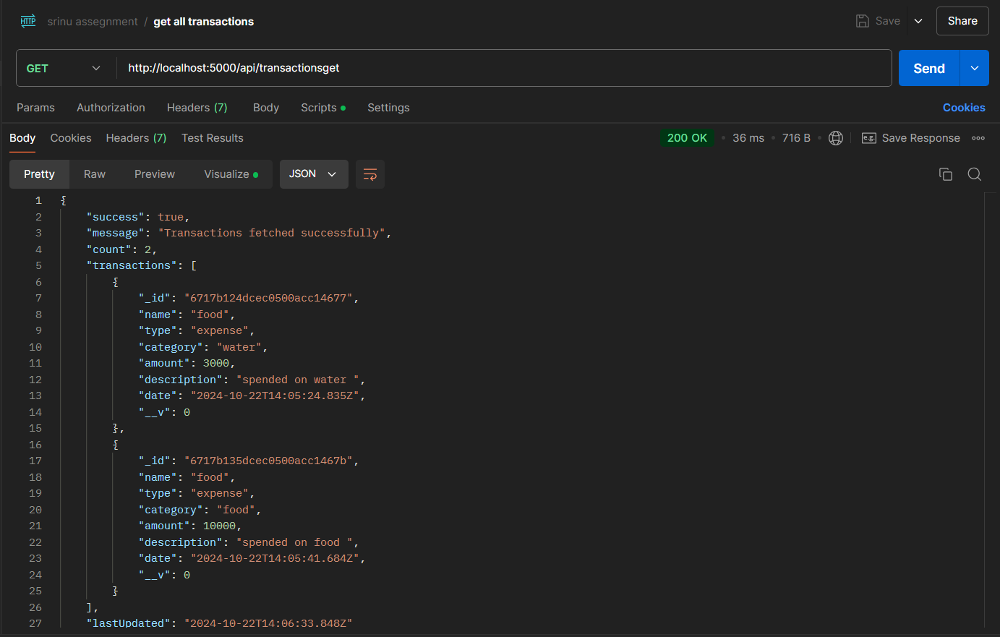 HTTP srinu assegnment / get all transactions Save Share
GET http://localhost:5000/api/transactionsget Send
Params Authorization Headers (7) Body Scripts Settings Cookies
Body Cookies Headers (7) Test Results 200 OK 36 ms 716 B e.g. Save Response
Pretty Raw Preview Visualize JSON
1 {
2 "success": true,
3 "message": "Transactions fetched successfully",
4 "count": 2,
5 "transactions": [
6 {
7 "_id": "6717b124dcec0500acc14677",
8 "name": "food",
9 "type": "expense",
10 "category": "water",
11 "amount": 3000,
12 "description": "spended on water ",
13 "date": "2024-10-22T14:05:24.835Z",
14 "__v": 0
15 },
16 {
17 "_id": "6717b135dcec0500acc1467b",
18 "name": "food",
19 "type": "expense",
20 "category": "food",
21 "amount": 10000,
22 "description": "spended on food ",
23 "date": "2024-10-22T14:05:41.684Z",
24 "__v": 0
25 }
26 ],
27 "lastUpdated": "2024-10-22T14:06:33.848Z"